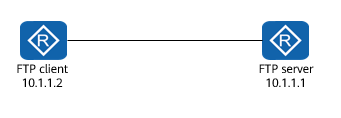 R
R
FTP client
FTP server
10.1.1.2
10.1.1.1